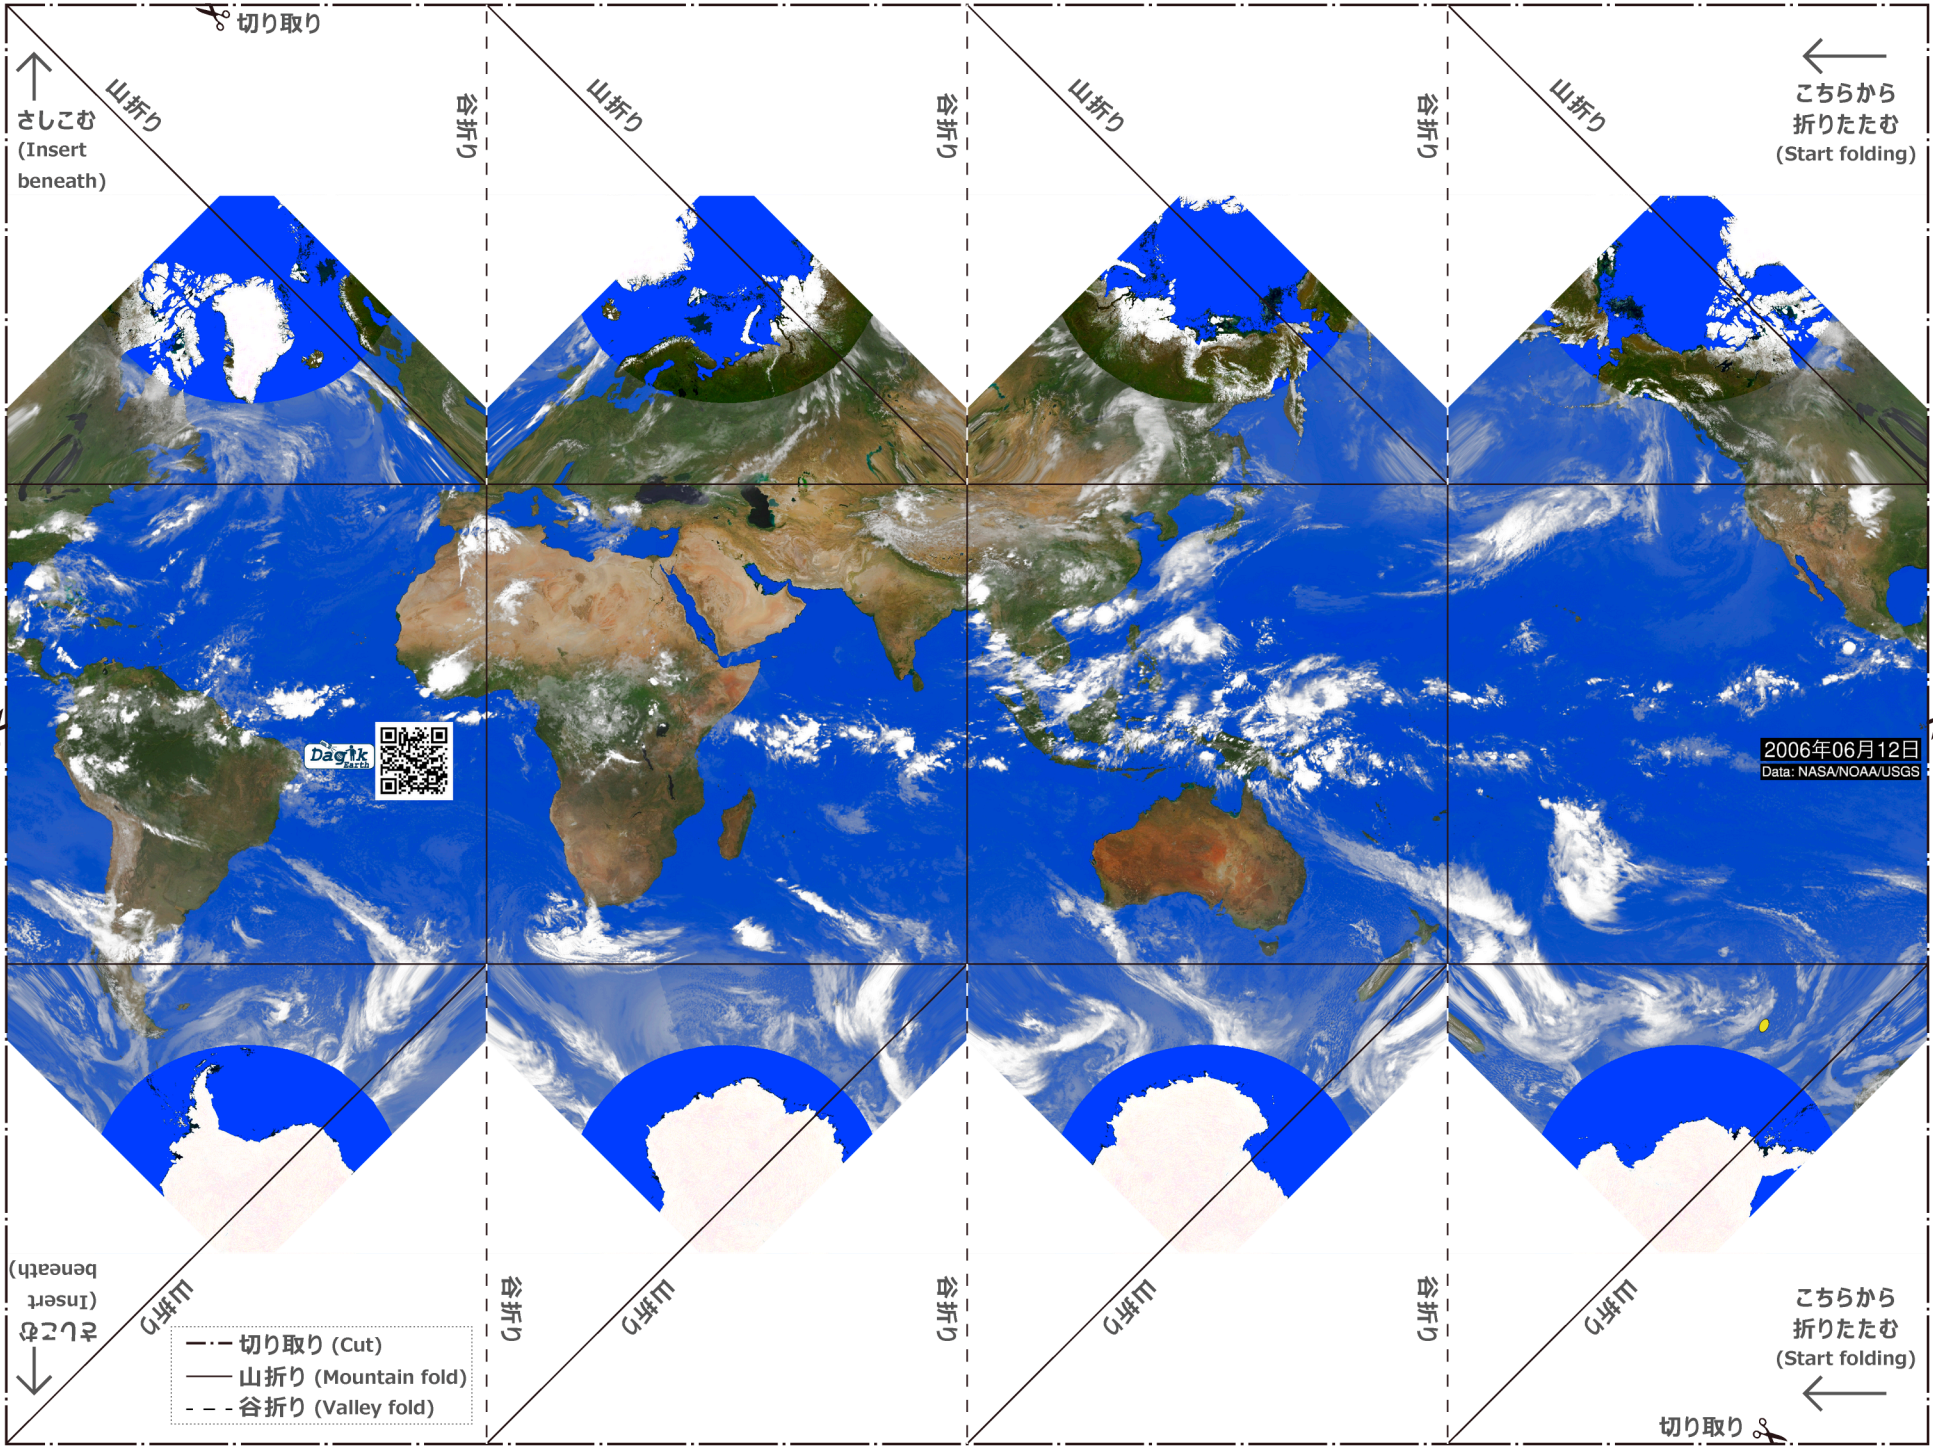 切り取り
山折り
谷折り
山折り
谷折り
山折り
谷折り
山折り
さしこむ
(Insert
beneath)
こちらから
折りたたむ
(Start folding)
Dagik
Earth
2006年06月12日
Data: NASA/NOAA/USGS
さしこむ
(Insert
beneath)
山折り
谷折り
山折り
谷折り
山折り
谷折り
山折り
こちらから
折りたたむ
(Start folding)
切り取り (Cut)
山折り (Mountain fold)
谷折り (Valley fold)
切り取り